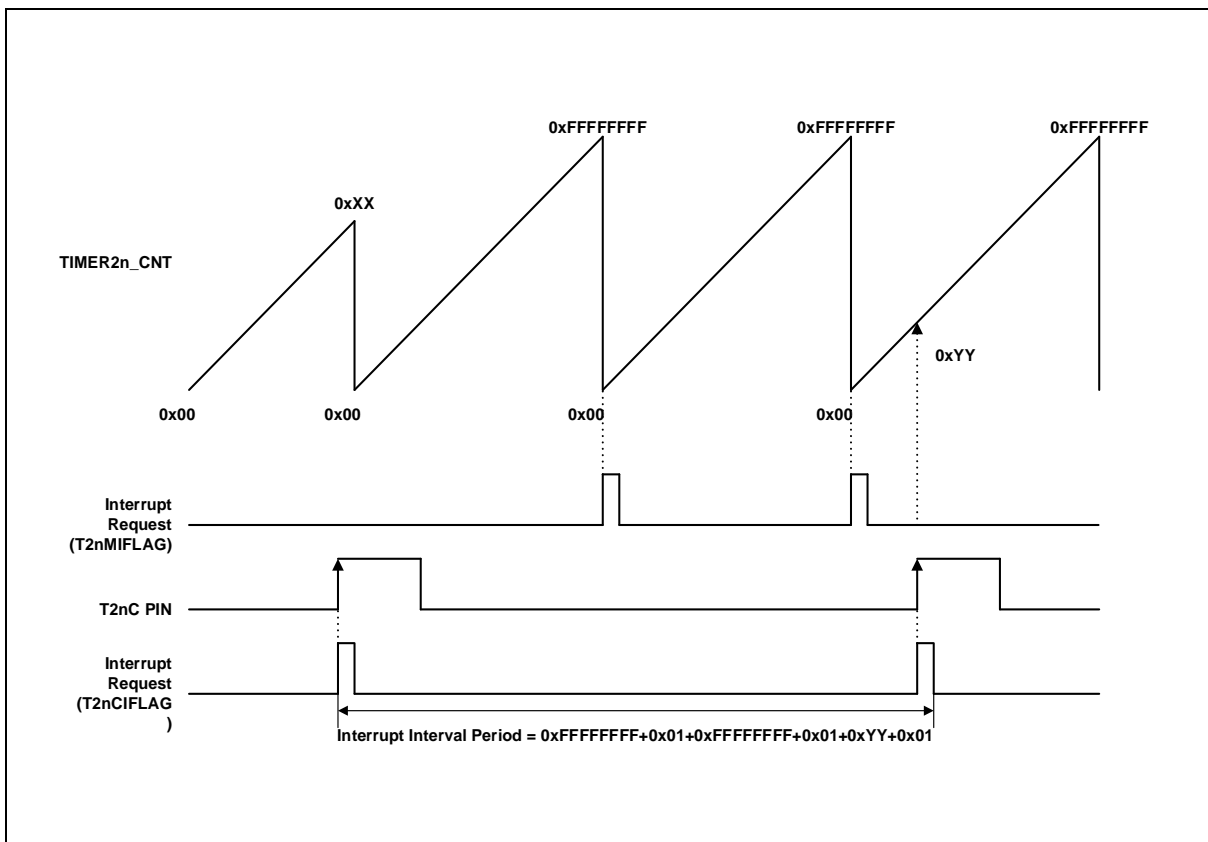 0xFFFFFFFF
0xFFFFFFFF
0xFFFFFFFF
0xXX
TIMER2n_CNT
0xYY
0x00
0x00
0x00
0x00
Interrupt
Request
(T2nMIFLAG)
T2nC PIN
Interrupt
Request
(T2nCIFLAG
)
Interrupt Interval Period = 0xFFFFFFFF+0x01+0xFFFFFFFF+0x01+0xYY+0x01